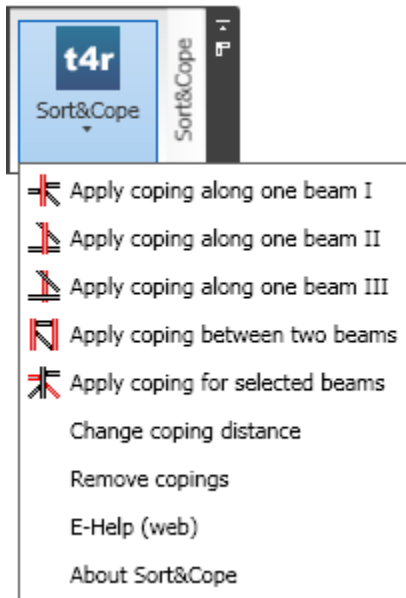 t4r
Sort&Cope
Sort&Cope
Apply coping along one beam I
Apply coping along one beam II
Apply coping along one beam III
Apply coping between two beams
Apply coping for selected beams
Change coping distance
Remove copings
E-Help (web)
About Sort&Cope